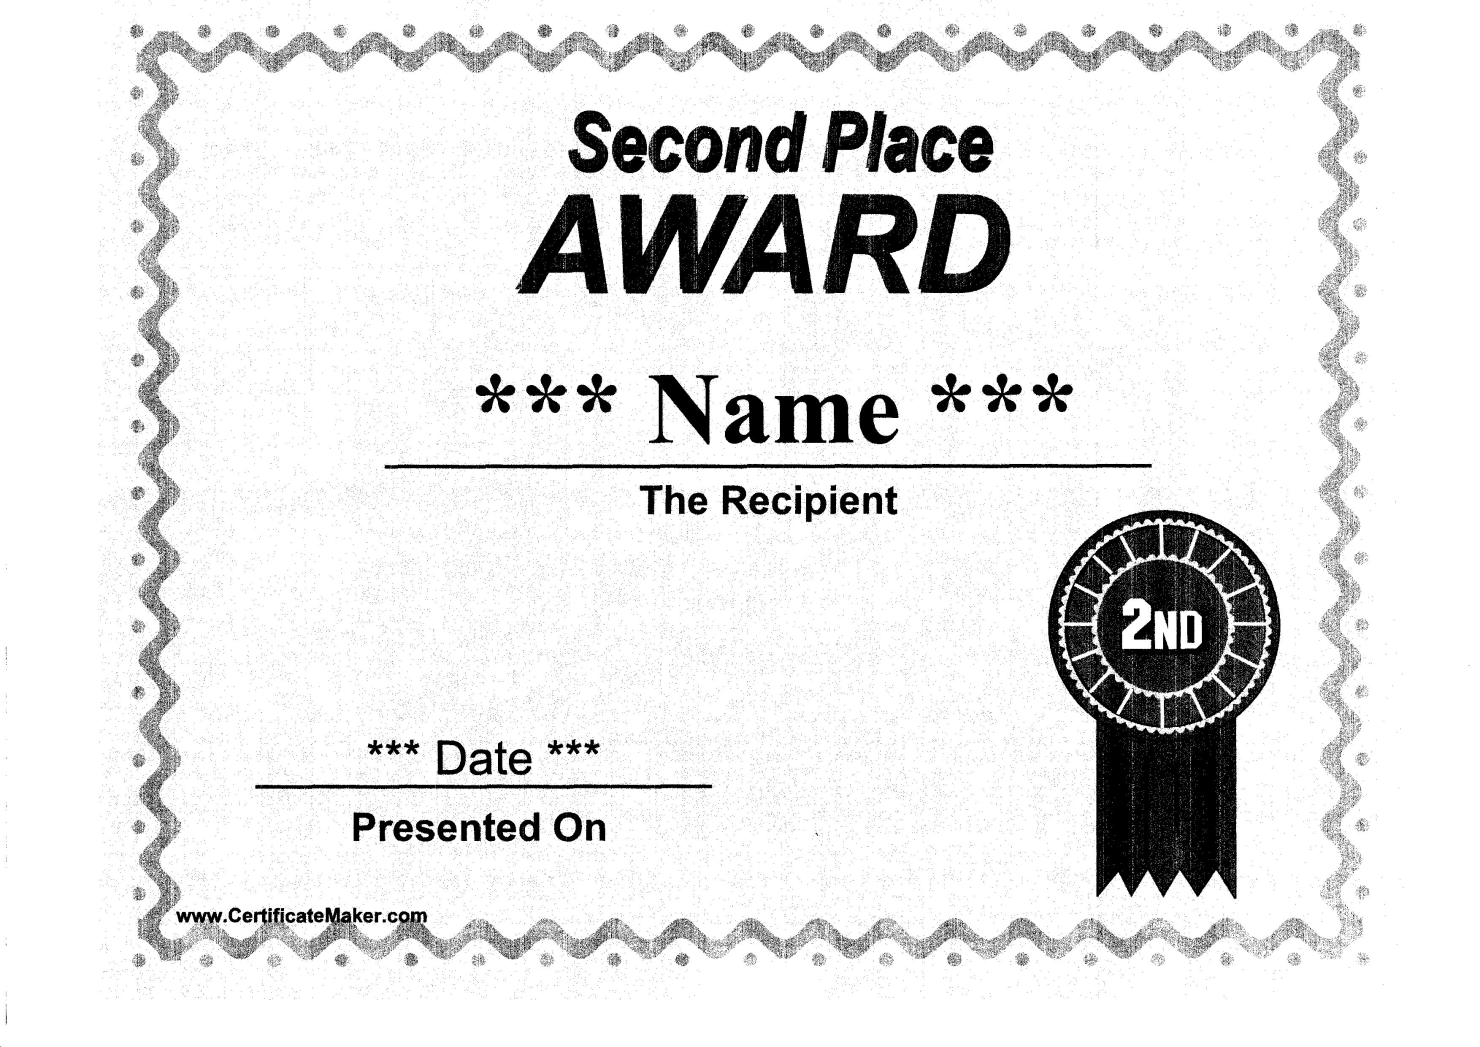 Second Place
AWARD
*** Name ***
The Recipient
2ND
*** Date ***
Presented On
www.CertificateMaker.com